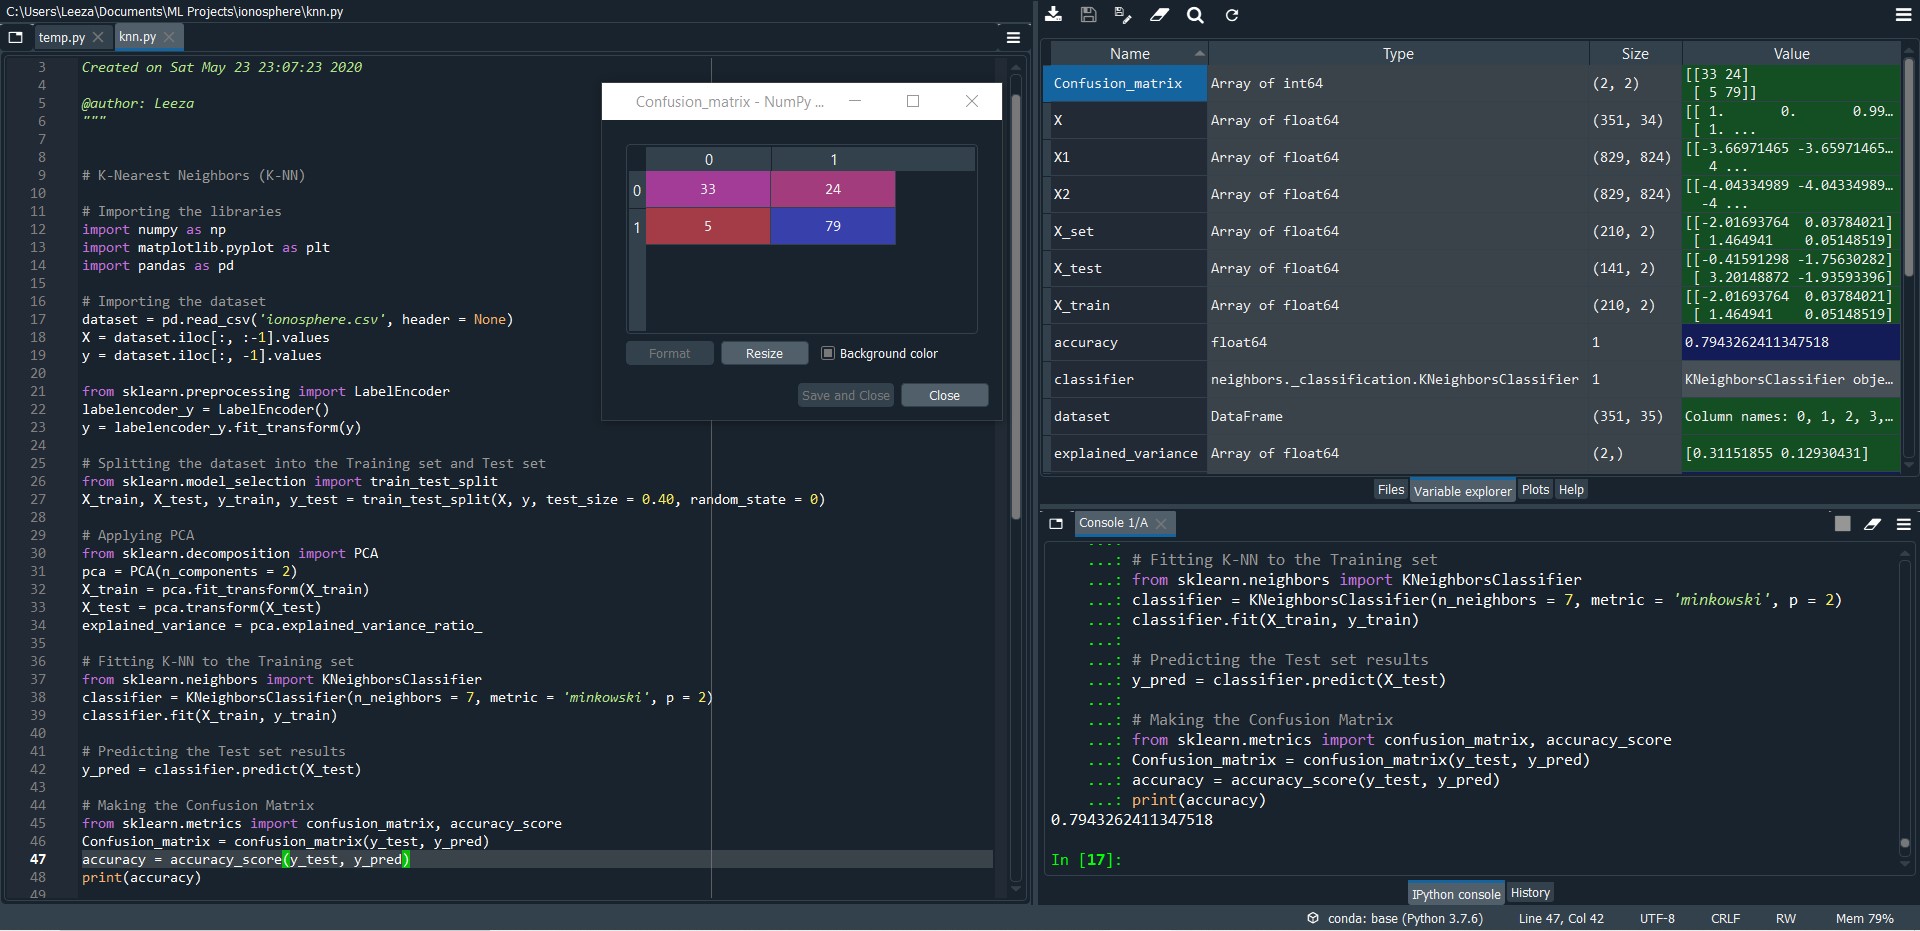 C:\Users\Leeza\Documents\ML Projects\ionosphere\knn.py
temp.py
knn.py
3 Created on Sat May 23 23:07:23 2020
4
5 @author: Leeza
6 """
7
8
9 # K-Nearest Neighbors (K-NN)
10
11 # Importing the libraries
12 import numpy as np
13 import matplotlib.pyplot as plt
14 import pandas as pd
15
16 # Importing the dataset
17 dataset = pd.read_csv('ionosphere.csv', header = None)
18 X = dataset.iloc[:, :-1].values
19 y = dataset.iloc[:, -1].values
20
21 from sklearn.preprocessing import LabelEncoder
22 labelencoder_y = LabelEncoder()
23 y = labelencoder_y.fit_transform(y)
24
25 # Splitting the dataset into the Training set and Test set
26 from sklearn.model_selection import train_test_split
27 X_train, X_test, y_train, y_test = train_test_split(X, y, test_size = 0.40, random_state = 0)
28
29 # Applying PCA
30 from sklearn.decomposition import PCA
31 pca = PCA(n_components = 2)
32 X_train = pca.fit_transform(X_train)
33 X_test = pca.transform(X_test)
34 explained_variance = pca.explained_variance_ratio_
35
36 # Fitting K-NN to the Training set
37 from sklearn.neighbors import KNeighborsClassifier
38 classifier = KNeighborsClassifier(n_neighbors = 7, metric = 'minkowski', p = 2)
39 classifier.fit(X_train, y_train)
40
41 # Predicting the Test set results
42 y_pred = classifier.predict(X_test)
43
44 # Making the Confusion Matrix
45 from sklearn.metrics import confusion_matrix, accuracy_score
46 Confusion_matrix = confusion_matrix(y_test, y_pred)
47 accuracy = accuracy_score(y_test, y_pred)
48 print(accuracy)
49
Confusion_matrix - NumPy ...
0 1
0 33 24
1 5 79
Format Resize Background color
Save and Close Close
Name Type Size Value
Confusion_matrix Array of int64 (2, 2) [[33 24]
[ 5 79]]
X Array of float64 (351, 34) [[ 1. 0. 0.99…
[ 1. ...
X1 Array of float64 (829, 824) [[-3.66971465 -3.65971465…
4 ...
X2 Array of float64 (829, 824) [[-4.04334989 -4.04334989…
-4 ...
X_set Array of float64 (210, 2) [[-2.01693764 0.03784021]
[ 1.464941 0.05148519]
X_test Array of float64 (141, 2) [[-0.41591298 -1.75630282]
[ 3.20148872 -1.93593396]
X_train Array of float64 (210, 2) [[-2.01693764 0.03784021]
[ 1.464941 0.05148519]
accuracy float64 1 0.7943262411347518
classifier neighbors._classification.KNeighborsClassifier 1 KNeighborsClassifier obje…
dataset DataFrame (351, 35) Column names: 0, 1, 2, 3,…
explained_variance Array of float64 (2,) [0.31151855 0.12930431]
Files Variable explorer Plots Help
Console 1/A
...:
...: # Fitting K-NN to the Training set
...: from sklearn.neighbors import KNeighborsClassifier
...: classifier = KNeighborsClassifier(n_neighbors = 7, metric = 'minkowski', p = 2)
...: classifier.fit(X_train, y_train)
...:
...: # Predicting the Test set results
...: y_pred = classifier.predict(X_test)
...:
...: # Making the Confusion Matrix
...: from sklearn.metrics import confusion_matrix, accuracy_score
...: Confusion_matrix = confusion_matrix(y_test, y_pred)
...: accuracy = accuracy_score(y_test, y_pred)
...: print(accuracy)
0.7943262411347518
In [17]:
IPython console History
conda: base (Python 3.7.6) Line 47, Col 42 UTF-8 CRLF RW Mem 79%